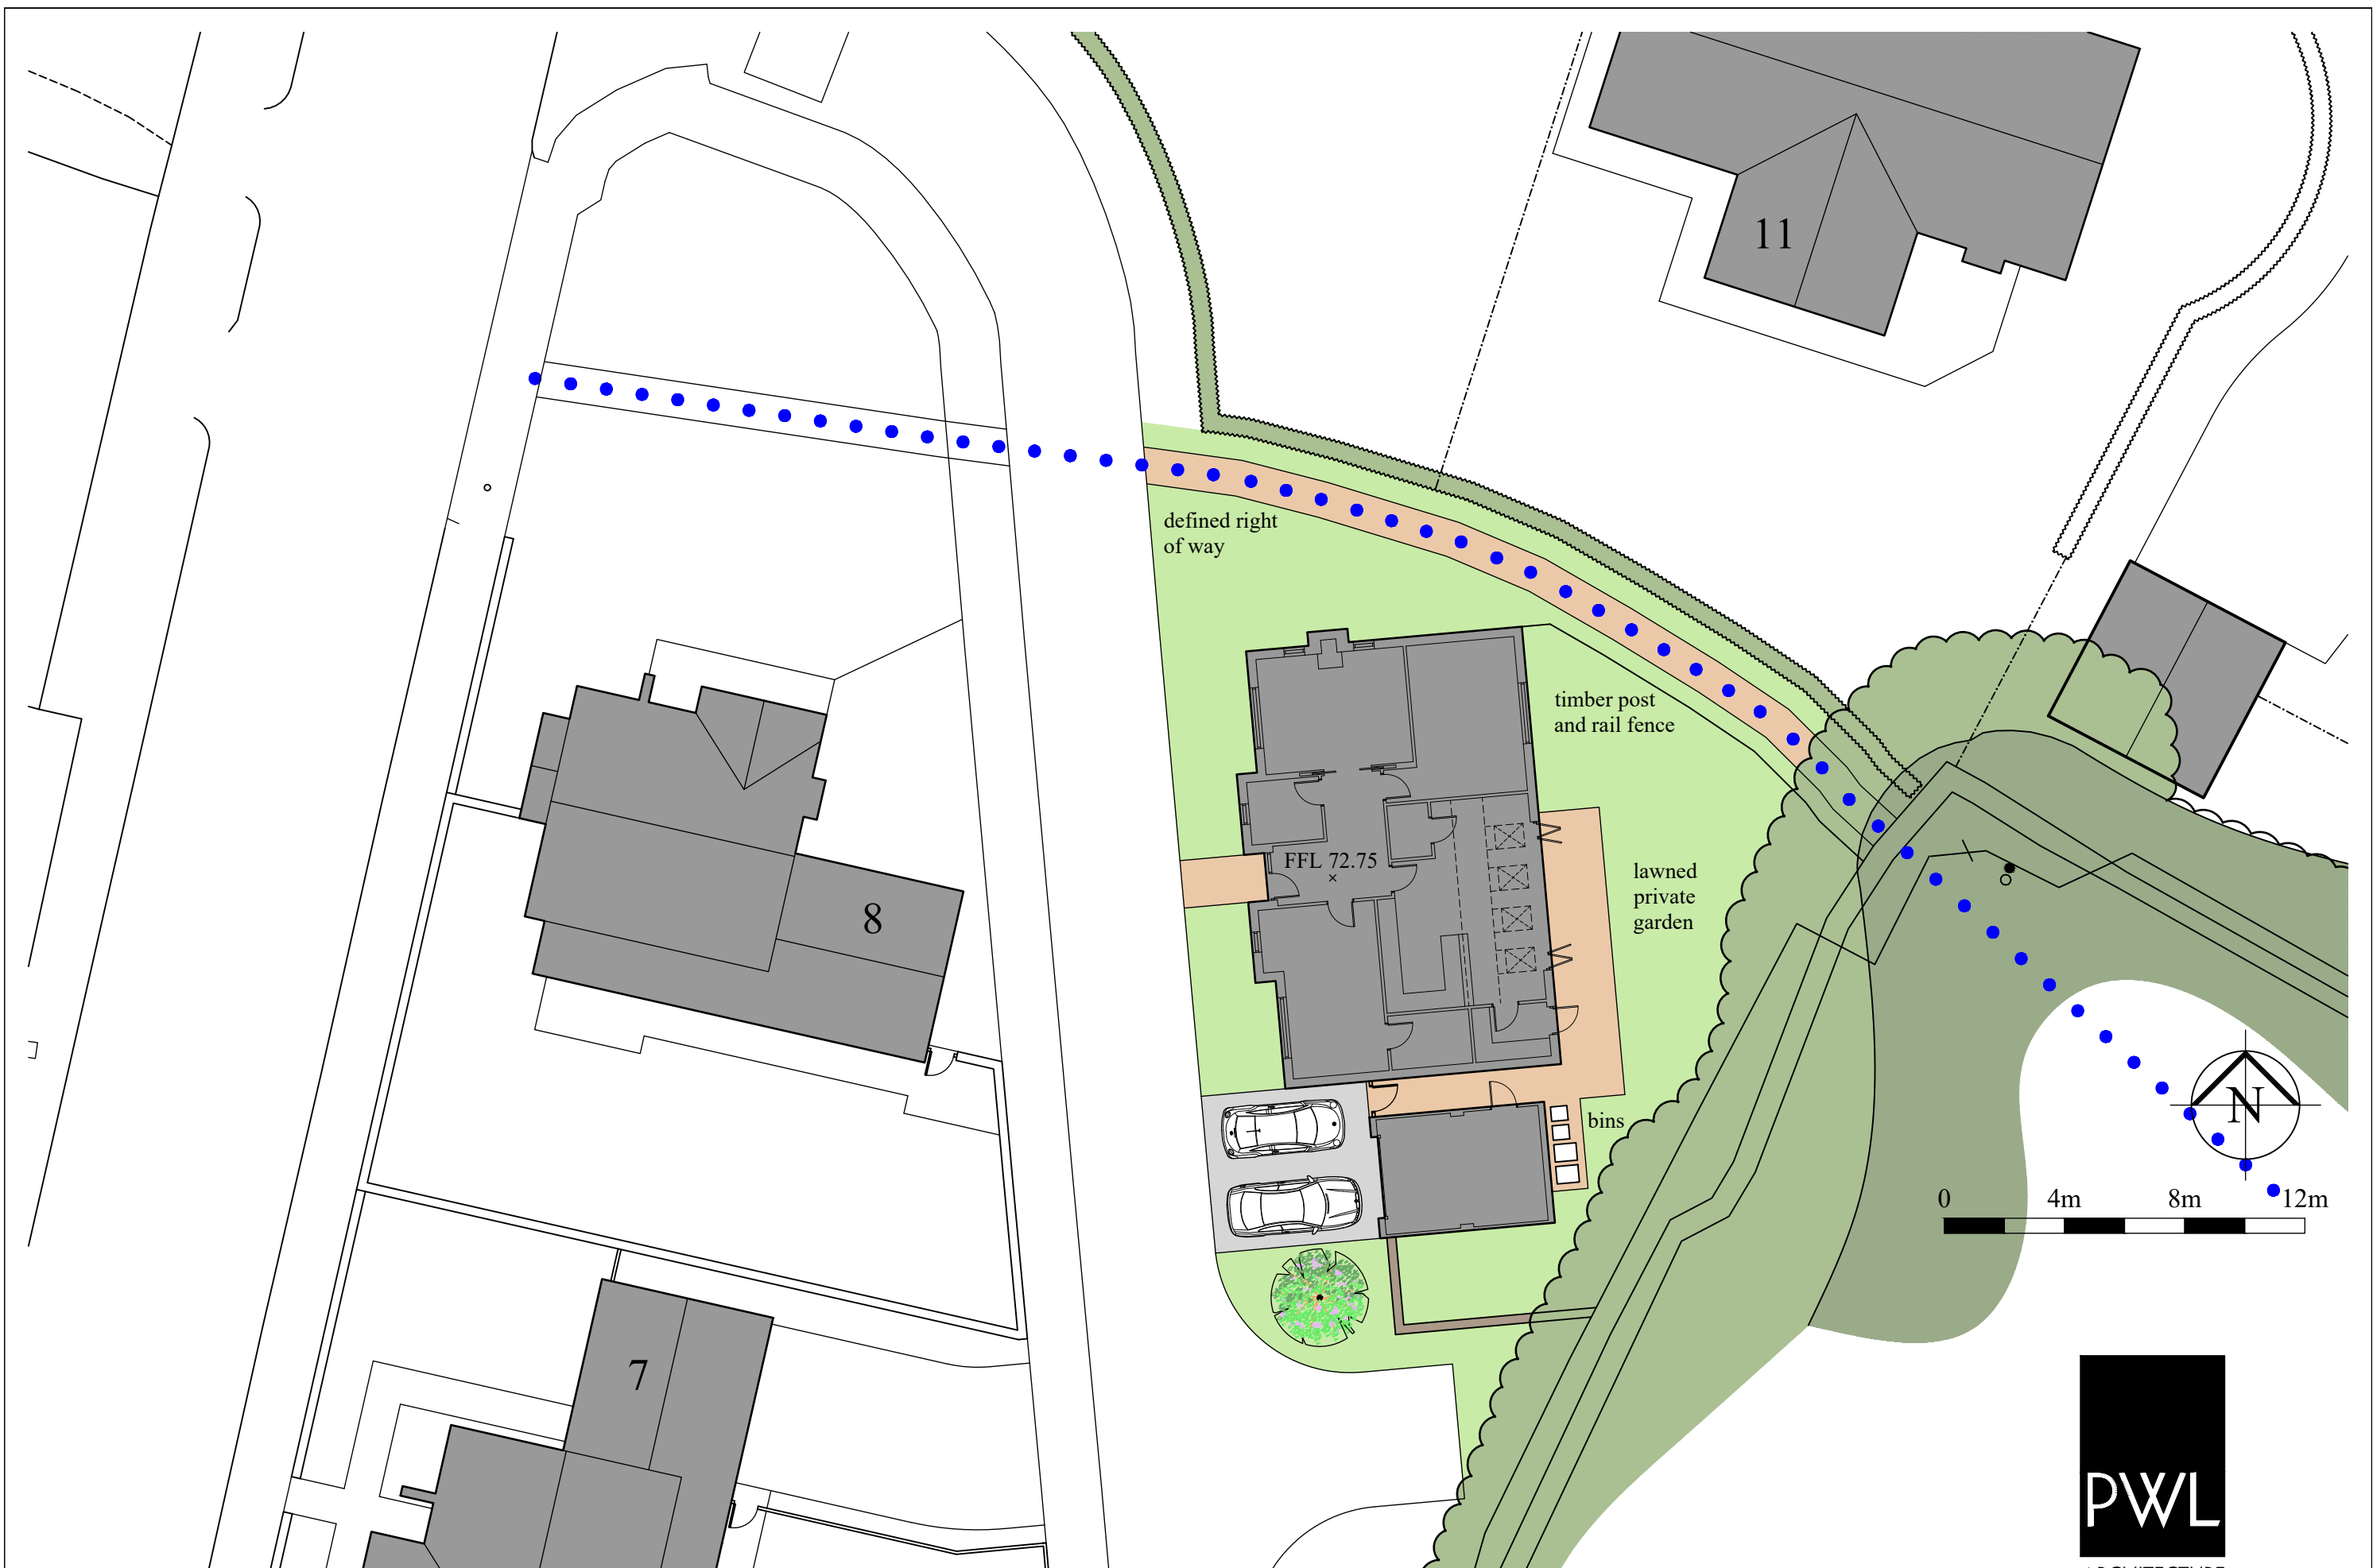 11
defined right
of way
timber post
and rail fence
FFL 72.75
lawned
private
garden
8
bins
N
0 4m 8m 12m
7
PWL